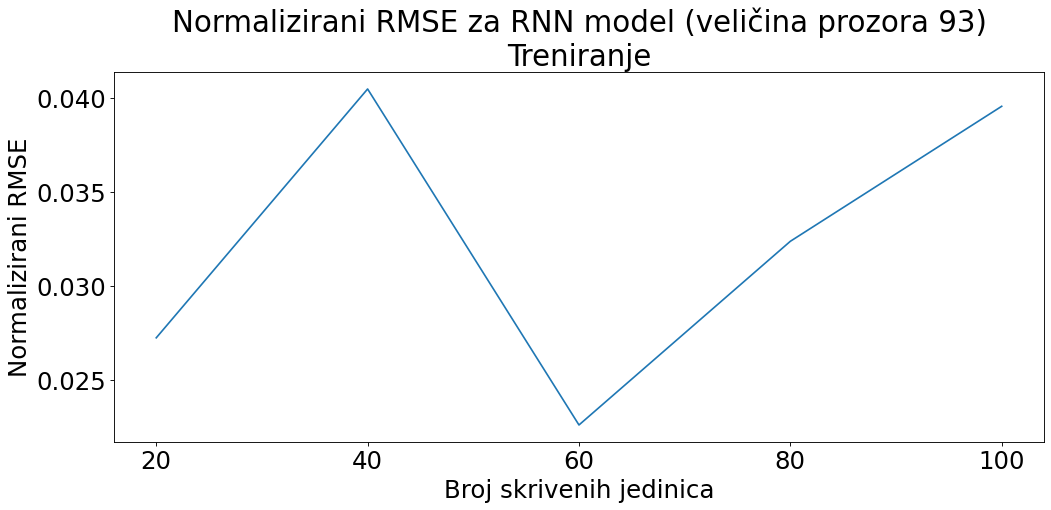 Normalizirani RMSE za RNN model (veličina prozora 93)
Treniranje
Normalizirani RMSE
0.040
0.035
0.030
0.025
20 40 60 80 100
Broj skrivenih jedinica